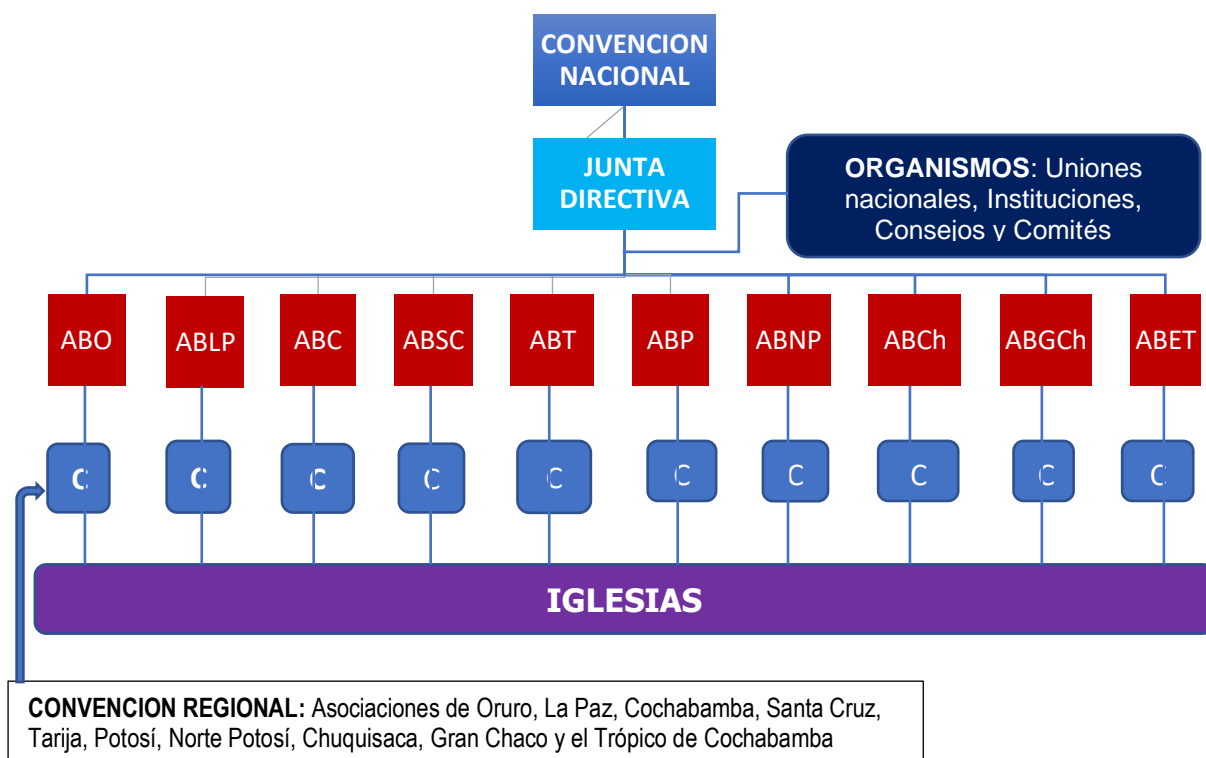 CONVENCION
NACIONAL
JUNTA
DIRECTIVA
ORGANISMOS: Uniones
nacionales, Instituciones,
Consejos y Comités
ABO ABLP ABC ABSC ABT ABP ABNP ABCh ABGCh ABET
C C C C C C C C C C
IGLESIAS
CONVENCION REGIONAL: Asociaciones de Oruro, La Paz, Cochabamba, Santa Cruz,
Tarija, Potosí, Norte Potosí, Chuquisaca, Gran Chaco y el Trópico de Cochabamba